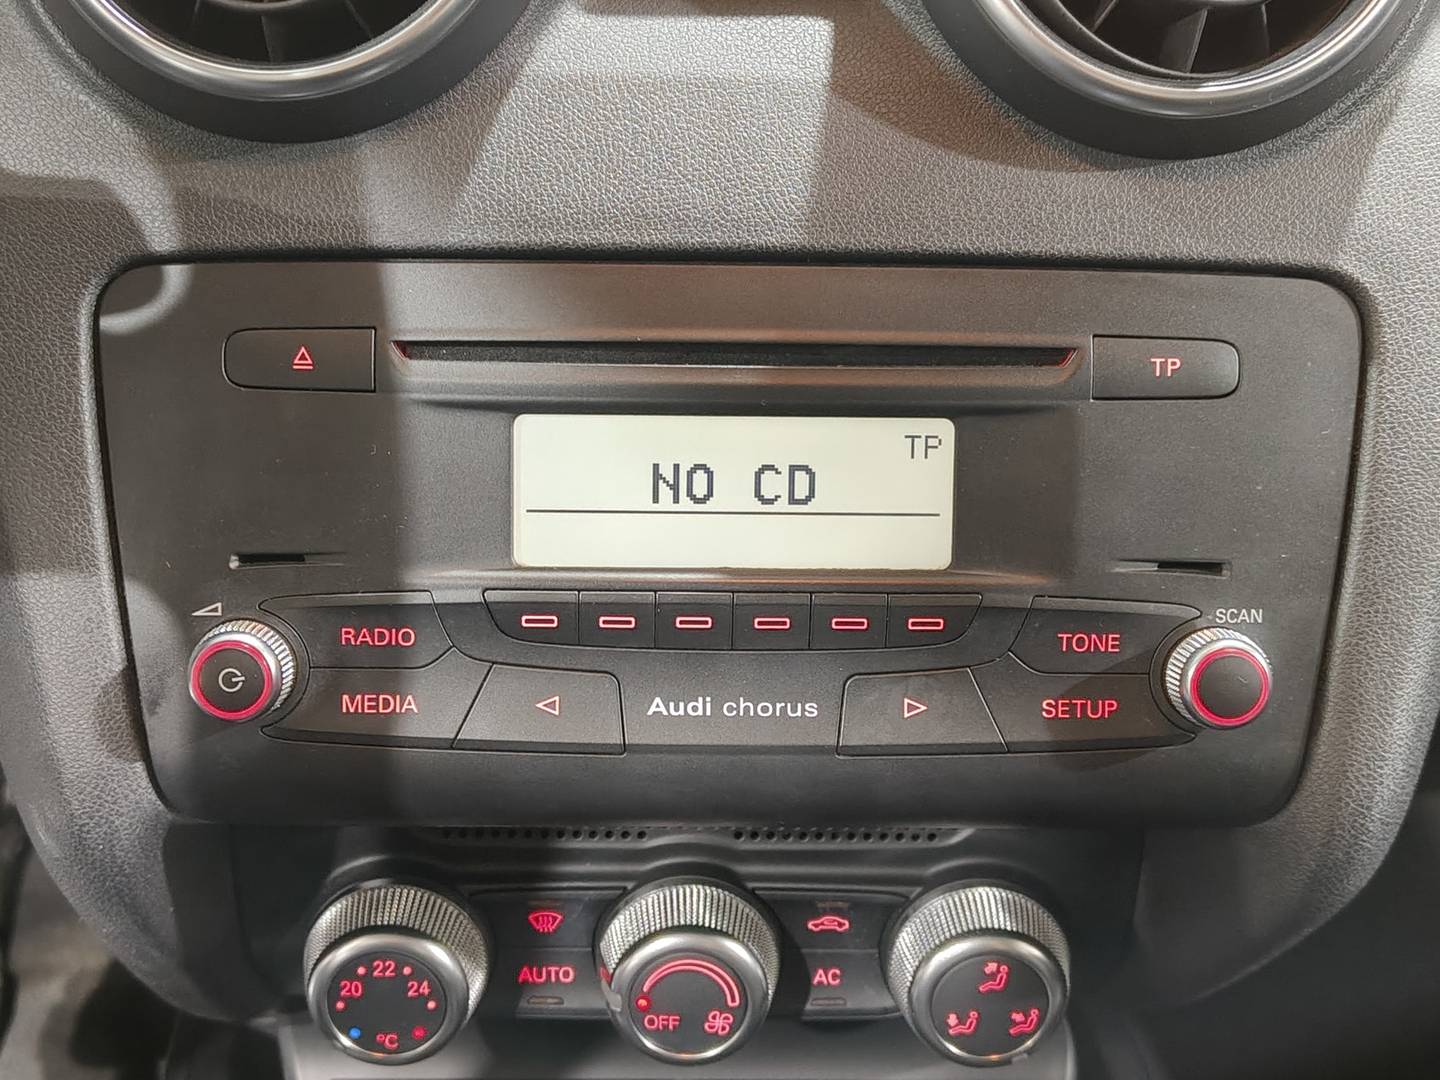 TP
TP
NO CD
SCAN
RADIO
TONE
MEDIA
Audi chorus
SETUP
AUTO
AC
20 22 24
°C
OFF